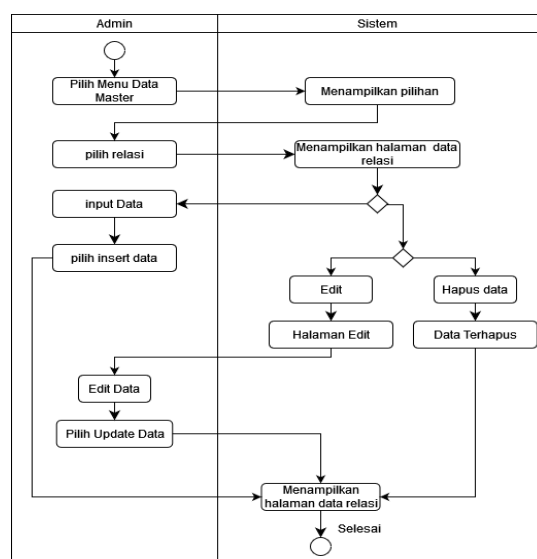 Admin
Sistem
Pilih Menu Data
Master
Menampilkan pilihan
pilih relasi
Menampilkan halaman data
relasi
input Data
pilih insert data
Edit
Hapus data
Halaman Edit
Data Terhapus
Edit Data
Pilih Update Data
Menampilkan
halaman data relasi
Selesai